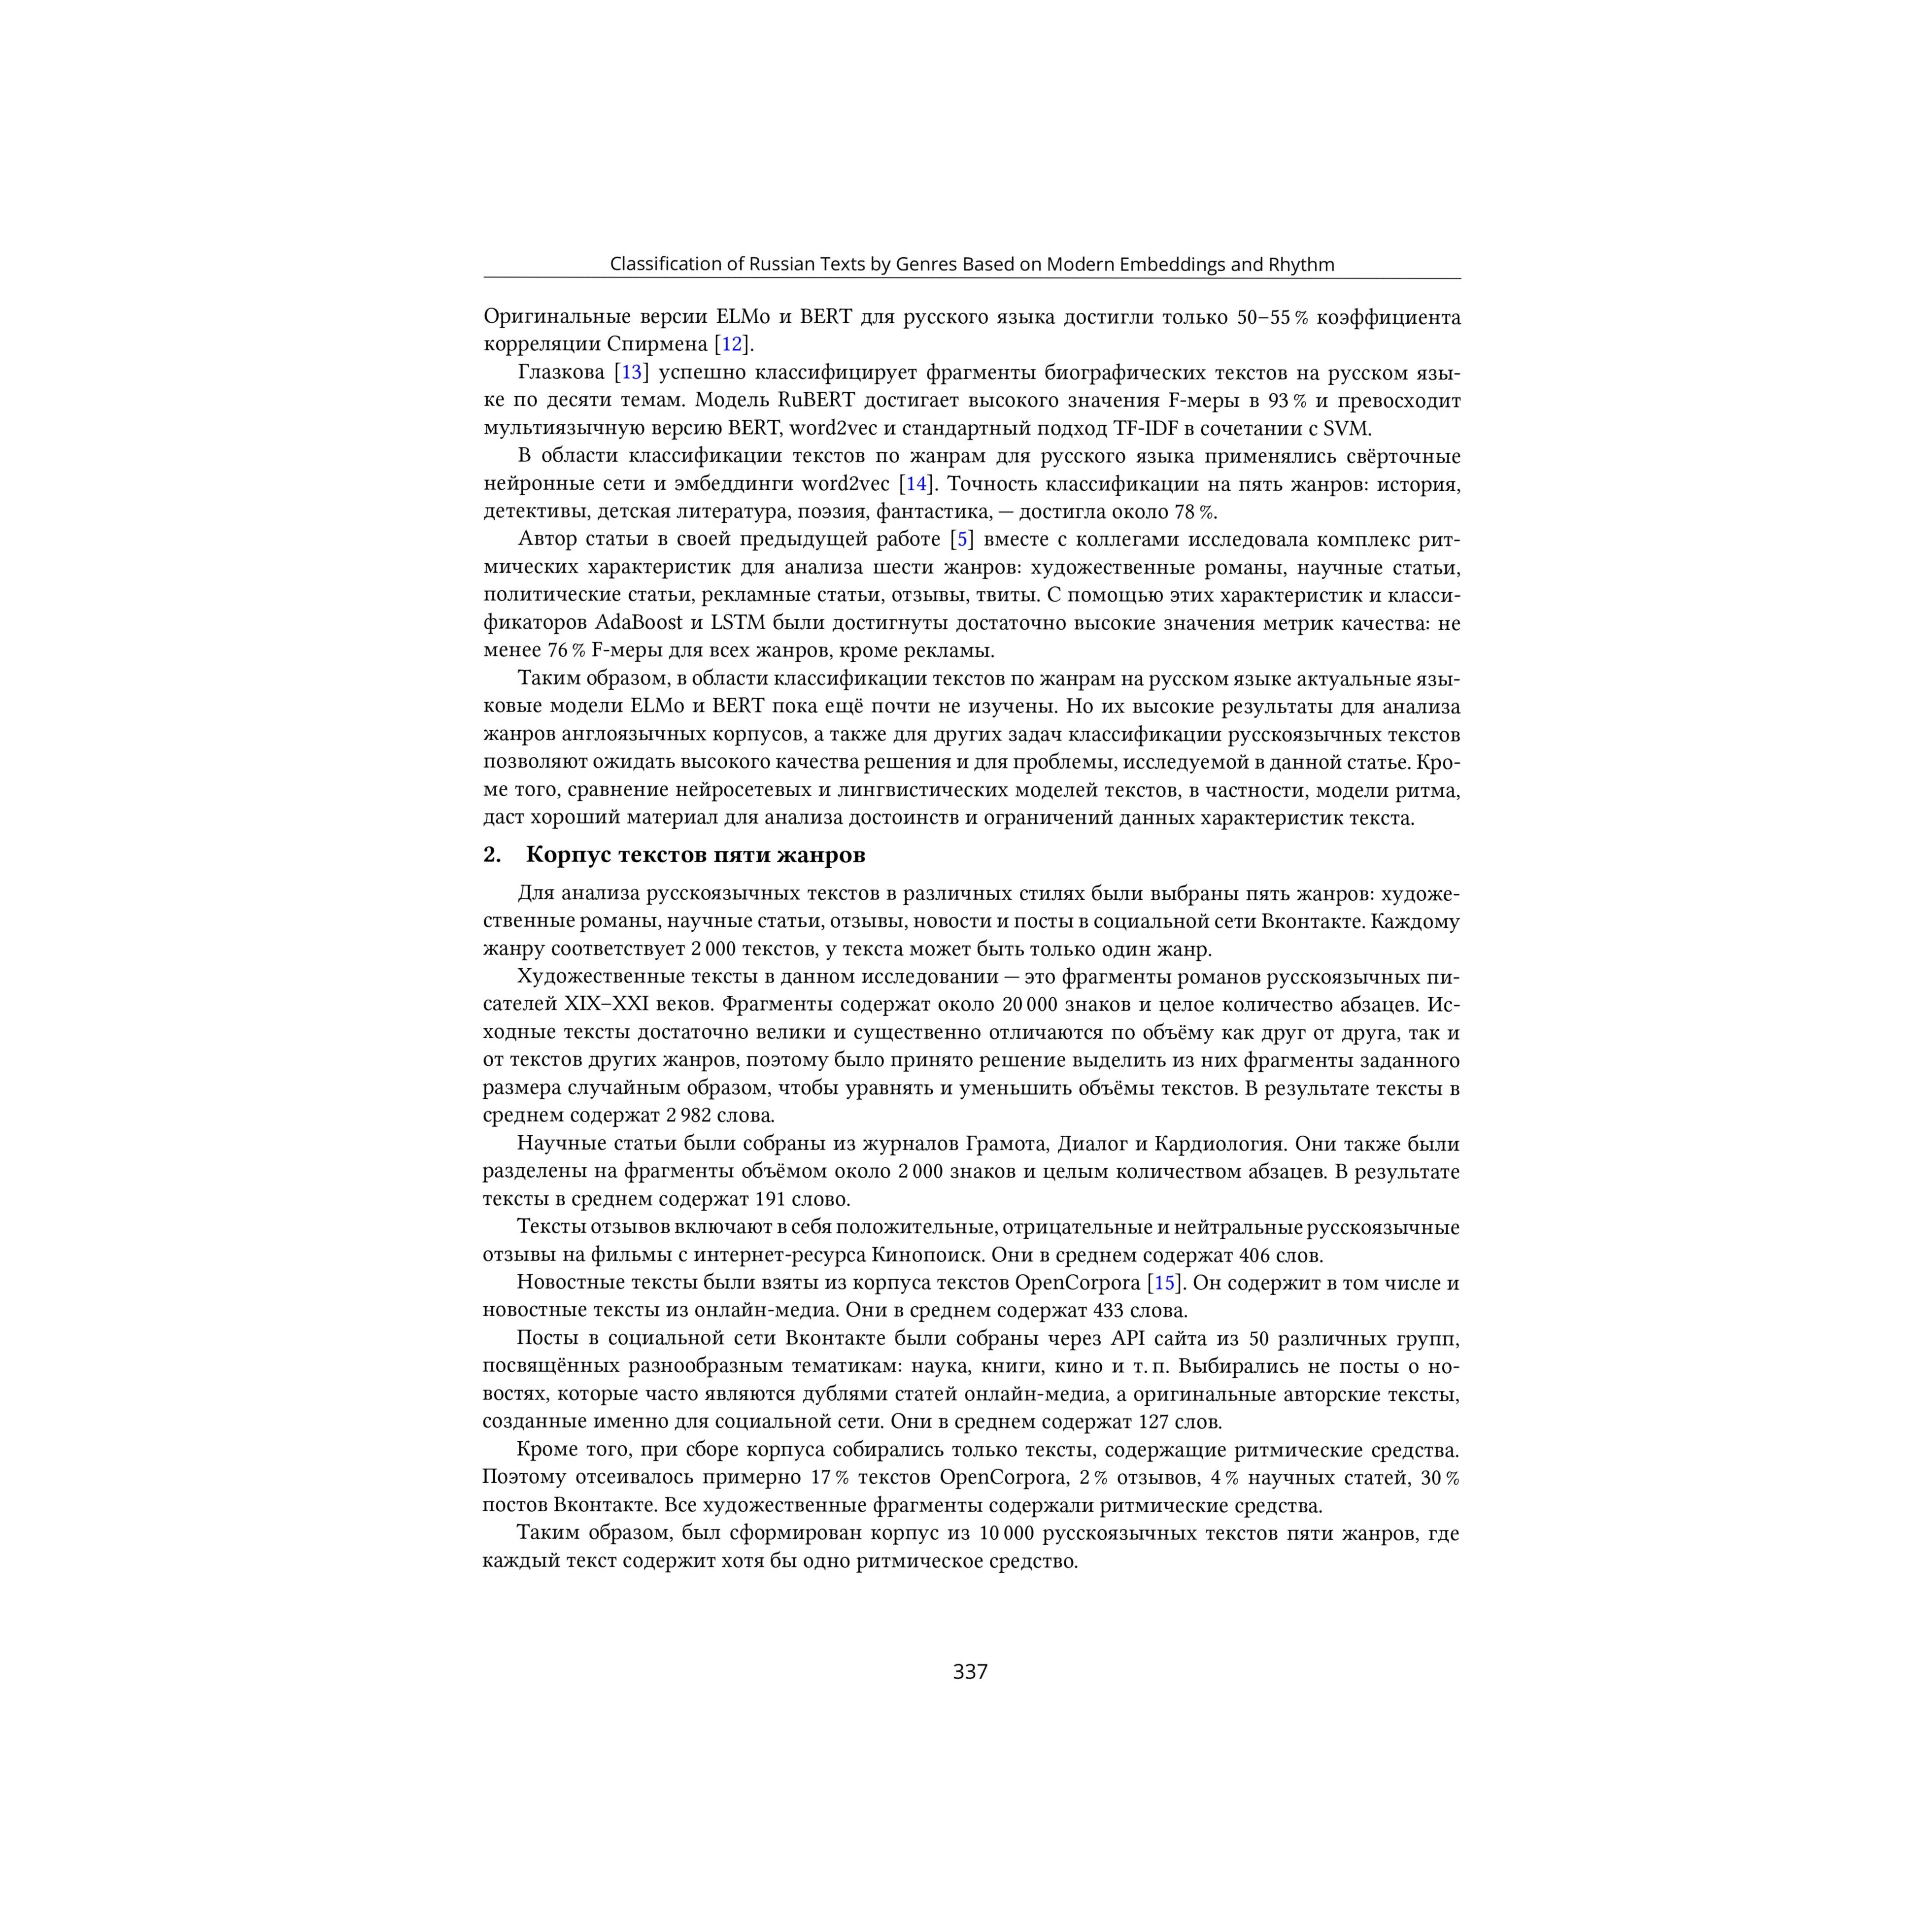 Classification of Russian Texts by Genres Based on Modern Embeddings and Rhythm
Оригинальные версии ELMo и BERT для русского языка достигли только 50–55 % коэффициента
корреляции Спирмена [12].
Глазкова [13] успешно классифицирует фрагменты биографических текстов на русском язы-
ке по десяти темам. Модель RuBERT достигает высокого значения F-меры в 93 % и превосходит
мультиязычную версию BERT, word2vec и стандартный подход TF-IDF в сочетании с SVM.
В области классификации текстов по жанрам для русского языка применялись свёрточные
нейронные сети и эмбеддинги word2vec [14]. Точность классификации на пять жанров: история,
детективы, детская литература, поэзия, фантастика, — достигла около 78 %.
Автор статьи в своей предыдущей работе [5] вместе с коллегами исследовала комплекс рит-
мических характеристик для анализа шести жанров: художественные романы, научные статьи,
политические статьи, рекламные статьи, отзывы, твиты. С помощью этих характеристик и класси-
фикаторов AdaBoost и LSTM были достигнуты достаточно высокие значения метрик качества: не
менее 76 % F-меры для всех жанров, кроме рекламы.
Таким образом, в области классификации текстов по жанрам на русском языке актуальные язы-
ковые модели ELMo и BERT пока ещё почти не изучены. Но их высокие результаты для анализа
жанров англоязычных корпусов, а также для других задач классификации русскоязычных текстов
позволяют ожидать высокого качества решения и для проблемы, исследуемой в данной статье. Кро-
ме того, сравнение нейросетевых и лингвистических моделей текстов, в частности, модели ритма,
даст хороший материал для анализа достоинств и ограничений данных характеристик текста.
2. Корпус текстов пяти жанров
Для анализа русскоязычных текстов в различных стилях были выбраны пять жанров: художе-
ственные романы, научные статьи, отзывы, новости и посты в социальной сети Вконтакте. Каждому
жанру соответствует 2 000 текстов, у текста может быть только один жанр.
Художественные тексты в данном исследовании — это фрагменты романов русскоязычных пи-
сателей XIX–XXI веков. Фрагменты содержат около 20 000 знаков и целое количество абзацев. Ис-
ходные тексты достаточно велики и существенно отличаются по объёму как друг от друга, так и
от текстов других жанров, поэтому было принято решение выделить из них фрагменты заданного
размера случайным образом, чтобы уравнять и уменьшить объёмы текстов. В результате тексты в
среднем содержат 2 982 слова.
Научные статьи были собраны из журналов Грамота, Диалог и Кардиология. Они также были
разделены на фрагменты объёмом около 2 000 знаков и целым количеством абзацев. В результате
тексты в среднем содержат 191 слово.
Тексты отзывов включают в себя положительные, отрицательные и нейтральные русскоязычные
отзывы на фильмы с интернет-ресурса Кинопоиск. Они в среднем содержат 406 слов.
Новостные тексты были взяты из корпуса текстов OpenCorpora [15]. Он содержит в том числе и
новостные тексты из онлайн-медиа. Они в среднем содержат 433 слова.
Посты в социальной сети Вконтакте были собраны через API сайта из 50 различных групп,
посвящённых разнообразным тематикам: наука, книги, кино и т. п. Выбирались не посты о но-
востях, которые часто являются дублями статей онлайн-медиа, а оригинальные авторские тексты,
созданные именно для социальной сети. Они в среднем содержат 127 слов.
Кроме того, при сборе корпуса собирались только тексты, содержащие ритмические средства.
Поэтому отсеивалось примерно 17 % текстов OpenCorpora, 2 % отзывов, 4 % научных статей, 30 %
постов Вконтакте. Все художественные фрагменты содержали ритмические средства.
Таким образом, был сформирован корпус из 10 000 русскоязычных текстов пяти жанров, где
каждый текст содержит хотя бы одно ритмическое средство.
337